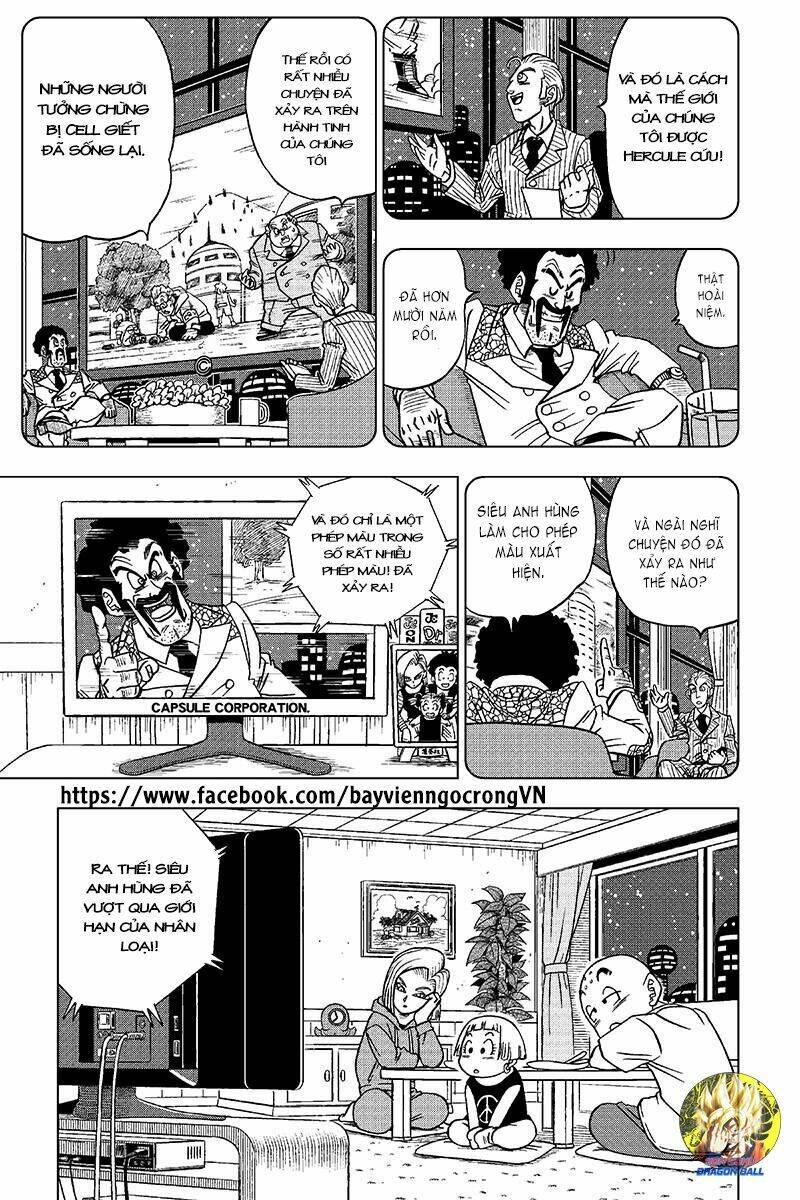 VÀ ĐÓ LÀ CÁCH
MÀ THẾ GIỚI
CỦA CHÚNG
TÔI ĐƯỢC
HERCULE CỨU!
THẾ RỒI CÓ
RẤT NHIỀU
CHUYỆN ĐÃ
XẢY RA TRÊN
HÀNH TINH
CỦA CHÚNG
TÔI
NHỮNG NGƯỜI
TƯỞNG CHỪNG
BỊ CELL GIẾT
ĐÃ SỐNG LẠI.
THẬT
HOÀI
NIỆM.
ĐÃ HƠN
MƯỜI NĂM
RỒI.
VÀ NGÀI NGHĨ
CHUYỆN ĐÓ ĐÃ
XẢY RA NHƯ
THẾ NÀO?
SIÊU ANH HÙNG
LÀM CHO PHÉP
MÀU XUẤT
HIỆN.
VÀ ĐÓ CHỈ LÀ MỘT
PHÉP MÀU TRONG
SỐ RẤT NHIỀU
PHÉP MÀU! ĐÃ
XẢY RA!
CAPSULE CORPORATION.
https://www.facebook.com/bayvienngocrongVN
RA THẾ! SIÊU
ANH HÙNG ĐÃ
VƯỢT QUA GIỚI
HẠN CỦA NHÂN
LOẠI!
DRAGON BALL